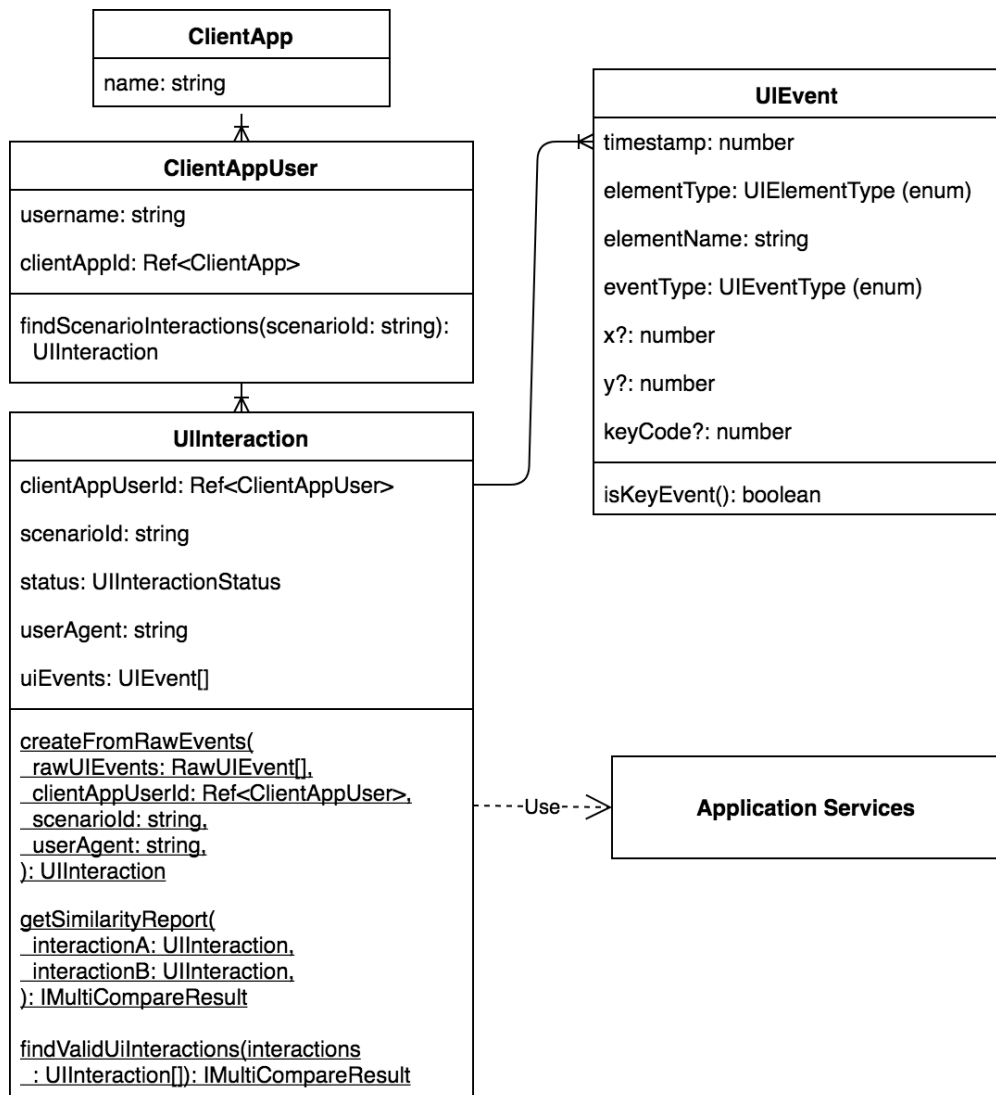 ClientApp
name: string
ClientAppUser
username: string
clientAppId: Ref<ClientApp>
findScenarioInteractions(scenarioId: string):
UIInteraction
UIInteraction
clientAppUserId: Ref<ClientAppUser>
scenarioId: string
status: UIInteractionStatus
userAgent: string
uiEvents: UIEvent[]
createFromRawEvents(
rawUIEvents: RawUIEvent[],
clientAppUserId: Ref<ClientAppUser>,
scenarioId: string,
userAgent: string,
): UIInteraction
getSimilarityReport(
interactionA: UIInteraction,
interactionB: UIInteraction,
): IMultiCompareResult
findValidUiInteractions(interactions
: UIInteraction[]): IMultiCompareResult
UIEvent
timestamp: number
elementType: UIElementType (enum)
elementName: string
eventType: UIEventType (enum)
x?: number
y?: number
keyCode?: number
isKeyEvent(): boolean
Use
Application Services